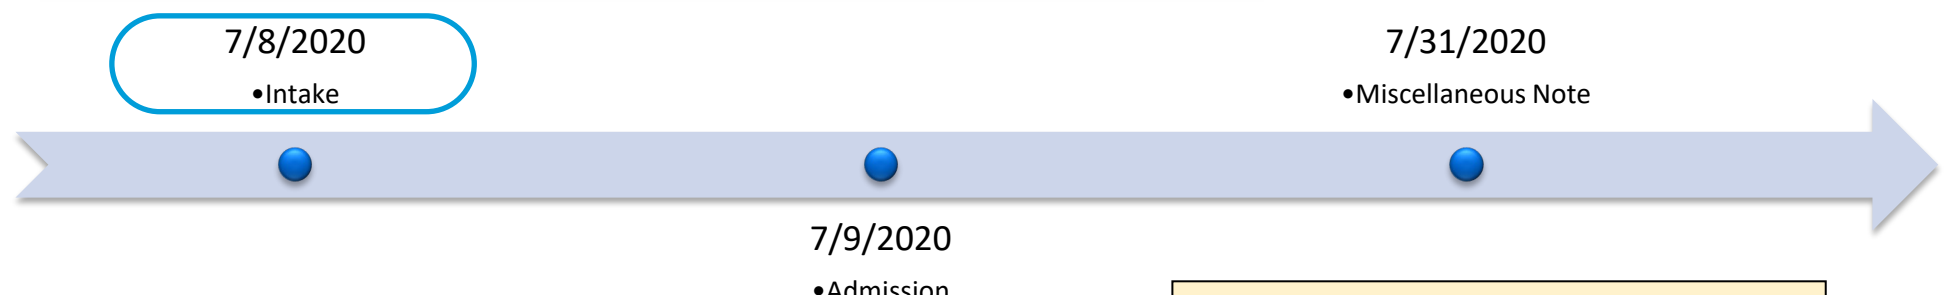 7/8/2020
•Intake
7/31/2020
•Miscellaneous Note
7/9/2020
•Admission